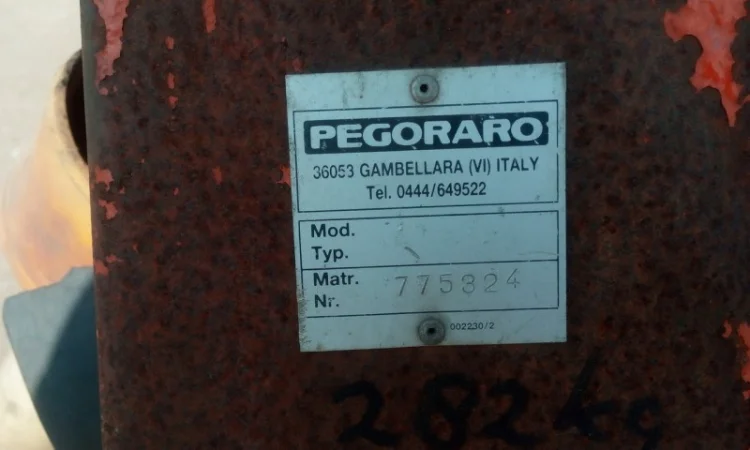 PEGORARO
36053 GAMBELLARA (VI) ITALY
Tel. 0444/649522
Mod.
Typ.
Matr. 775324
Nr.
002230/2
282kg